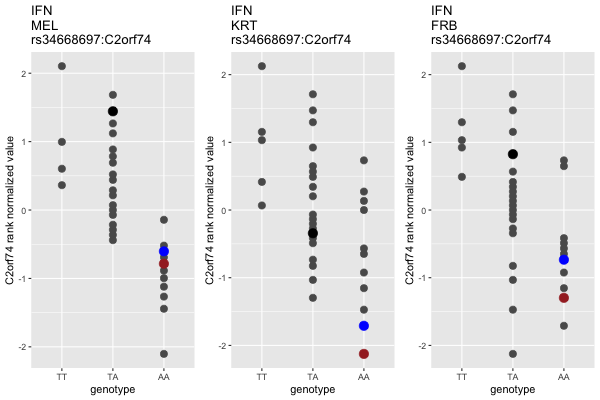 IFN
MEL
rs34668697:C2orf74
C2orf74 rank normalized value
2
1
0
-1
-2
TT TA AA
genotype
IFN
KRT
rs34668697:C2orf74
C2orf74 rank normalized value
2
1
0
-1
-2
TT TA AA
genotype
IFN
FRB
rs34668697:C2orf74
C2orf74 rank normalized value
2
1
0
-1
-2
TT TA AA
genotype